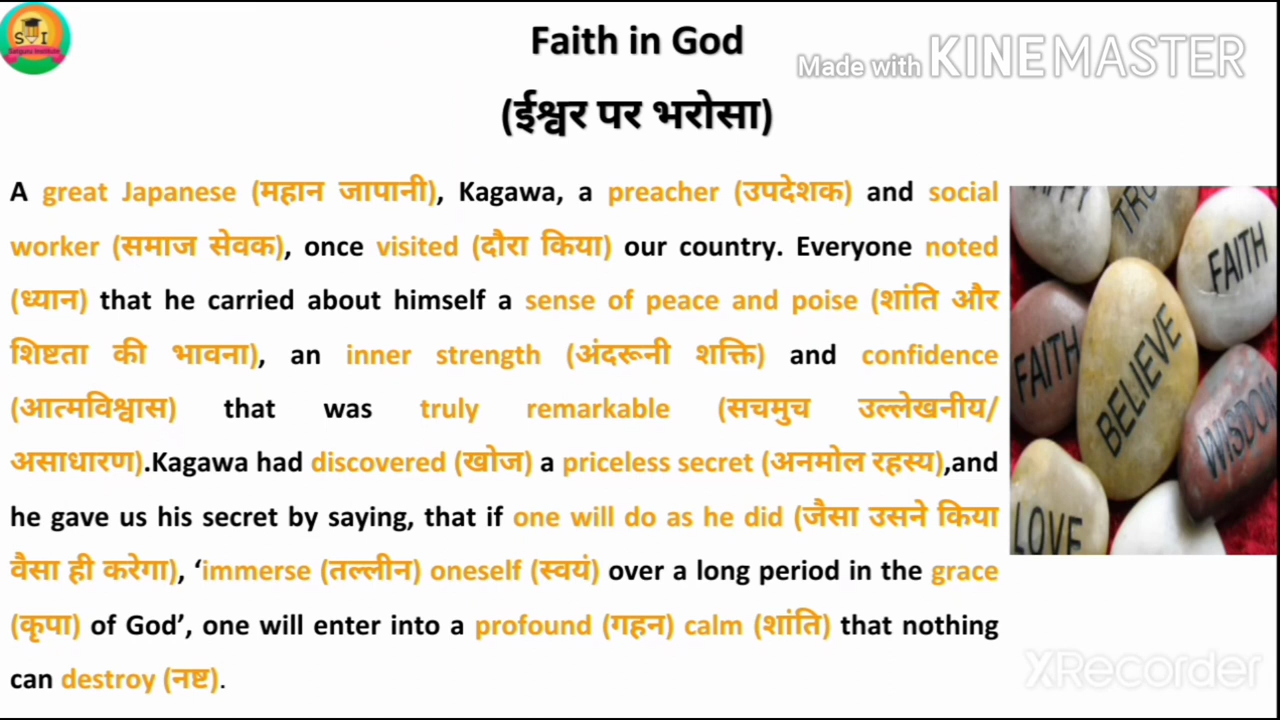 S I
Sanguru Institute
Faith in God
Made with KINEMASTER
(ईश्वर पर भरोसा)
A great Japanese (महान जापानी), Kagawa, a preacher (उपदेशक) and social
worker (समाज सेवक), once visited (दौरा किया) our country. Everyone noted
(ध्यान) that he carried about himself a sense of peace and poise (शांति और
शिष्टता की भावना), an inner strength (अंदरूनी शक्ति) and confidence
(आत्मविश्वास) that was truly remarkable (सचमुच उल्लेखनीय/
असाधारण).Kagawa had discovered (खोज) a priceless secret (अनमोल रहस्य),and
he gave us his secret by saying, that if one will do as he did (जैसा उसने किया
वैसा ही करेगा), ‘immerse (तल्लीन) oneself (स्वयं) over a long period in the grace
(कृपा) of God’, one will enter into a profound (गहन) calm (शांति) that nothing
can destroy (नष्ट).
TRU
FAITH
FAITH
BELIEVE
WISDOM
LOVE
XRecorder